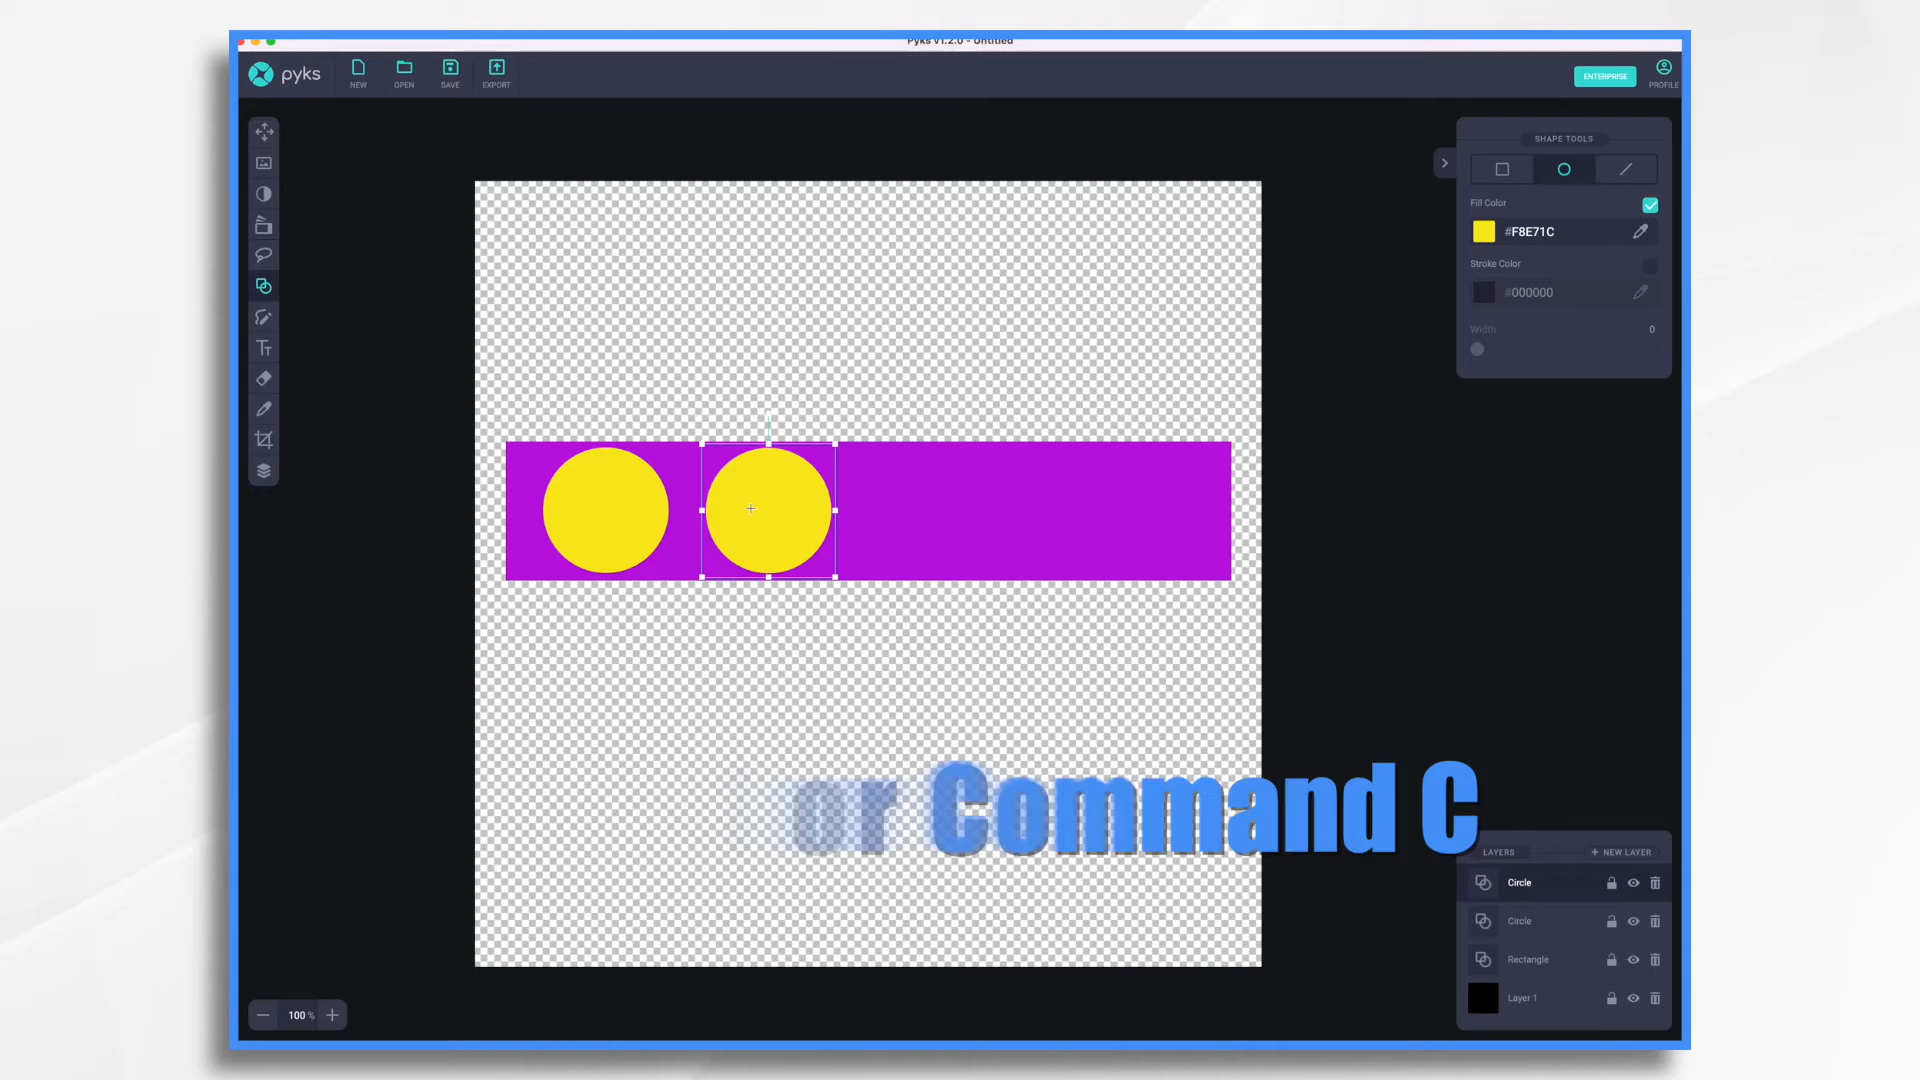 Pyks v1.2.0 - Untitled
pyks
NEW
OPEN
SAVE
EXPORT
ENTERPRISE
PROFILE
SHAPE TOOLS
Fill Color
#F8E71C
Stroke Color
#000000
Width 0
or Command C
LAYERS
+ NEW LAYER
Circle
Circle
Rectangle
Layer 1
TT
100 %